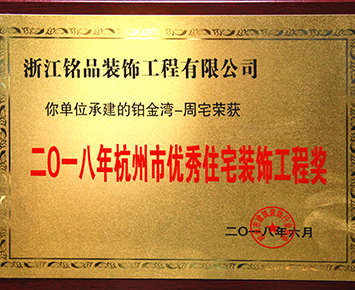 浙江铭品装饰工程有限公司
你单位承建的铂金湾-周宅荣获
二〇一八年杭州市优秀住宅装饰工程奖
二〇一八年六月